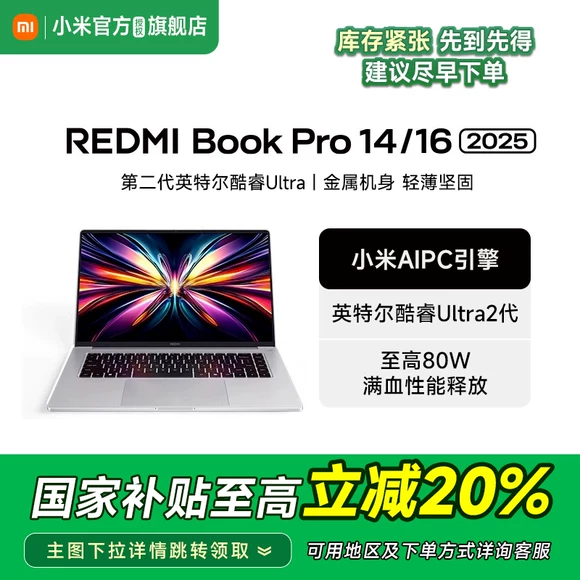 小米官方授权旗舰店
库存紧张 先到先得
建议尽早下单
REDMI Book Pro 14/16 2025
第二代英特尔酷睿Ultra | 金属机身 轻薄坚固
小米AIPC引擎
英特尔酷睿Ultra2代
至高80W
满血性能释放
国家补贴至高立减20%
主图下拉详情跳转领取
可用地区及下单方式详询客服